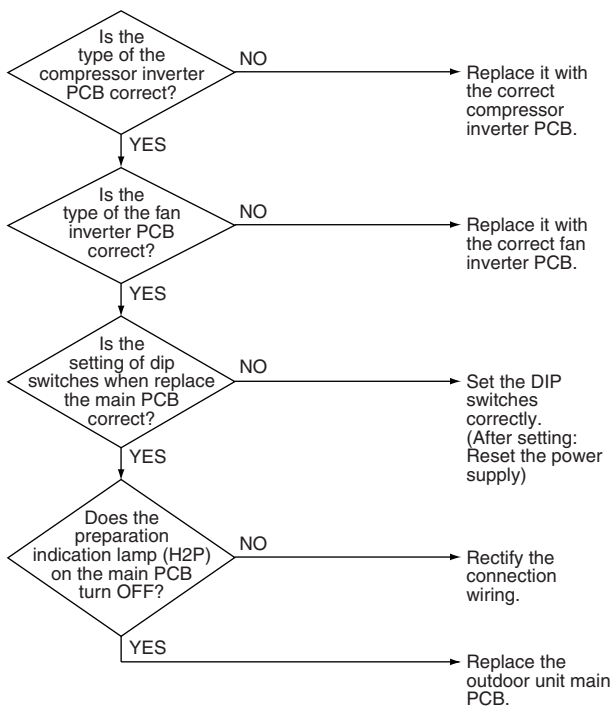 Is the
type of the
compressor inverter
PCB correct?
NO
Replace it with
the correct
compressor
inverter PCB.
YES
Is the
type of the fan
inverter PCB
correct?
NO
Replace it with
the correct fan
inverter PCB.
YES
Is the
setting of dip
switches when replace
the main PCB
correct?
NO
Set the DIP
switches
correctly.
(After setting:
Reset the power
supply)
YES
Does the
preparation
indication lamp (H2P)
on the main PCB
turn OFF?
NO
Rectify the
connection
wiring.
YES
Replace the
outdoor unit main
PCB.